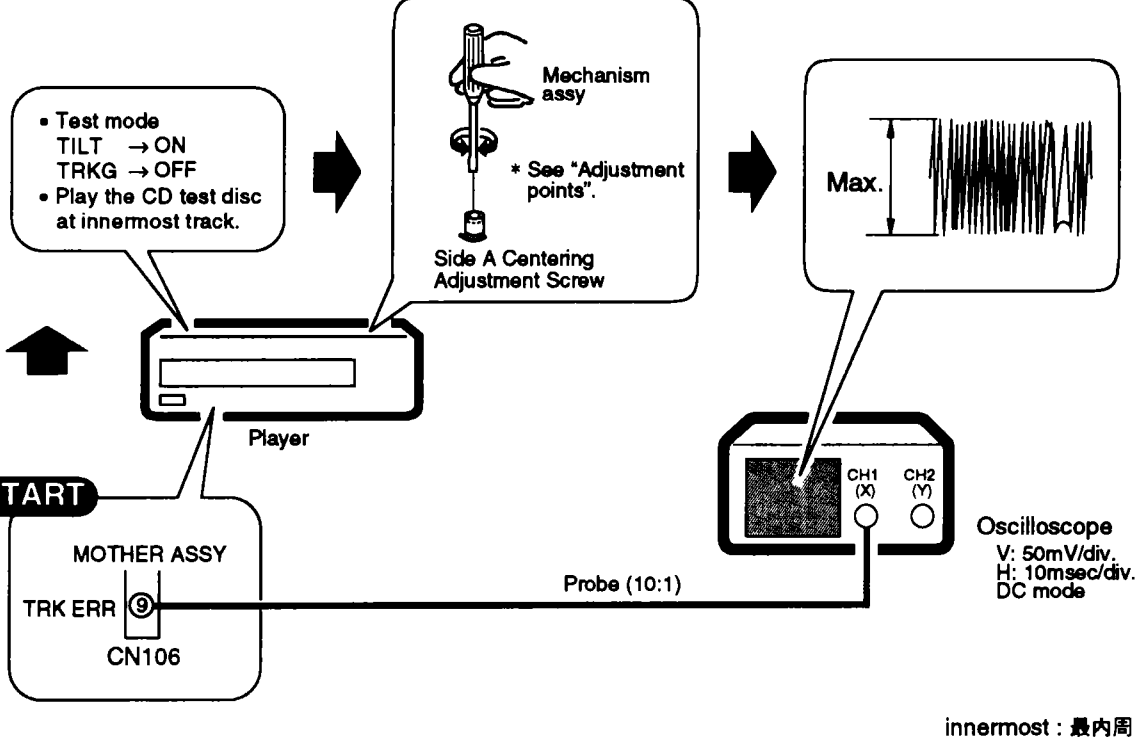 • Test mode
TILT → ON
TRKG → OFF
• Play the CD test disc
at innermost track.
Mechanism
assy
* See "Adjustment
points".
Side A Centering
Adjustment Screw
Max.
Player
TART
MOTHER ASSY
TRK ERR ⑨
CN106
Probe (10:1)
CH1
(X)
CH2
(Y)
Oscilloscope
V: 50mV/div.
H: 10msec/div.
DC mode
innermost : 最内周